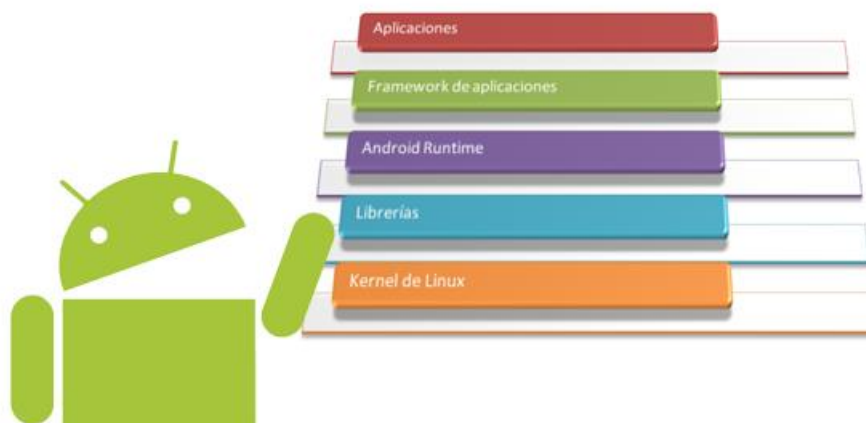 Aplicaciones
Framework de aplicaciones
Android Runtime
Librerías
Kernel de Linux